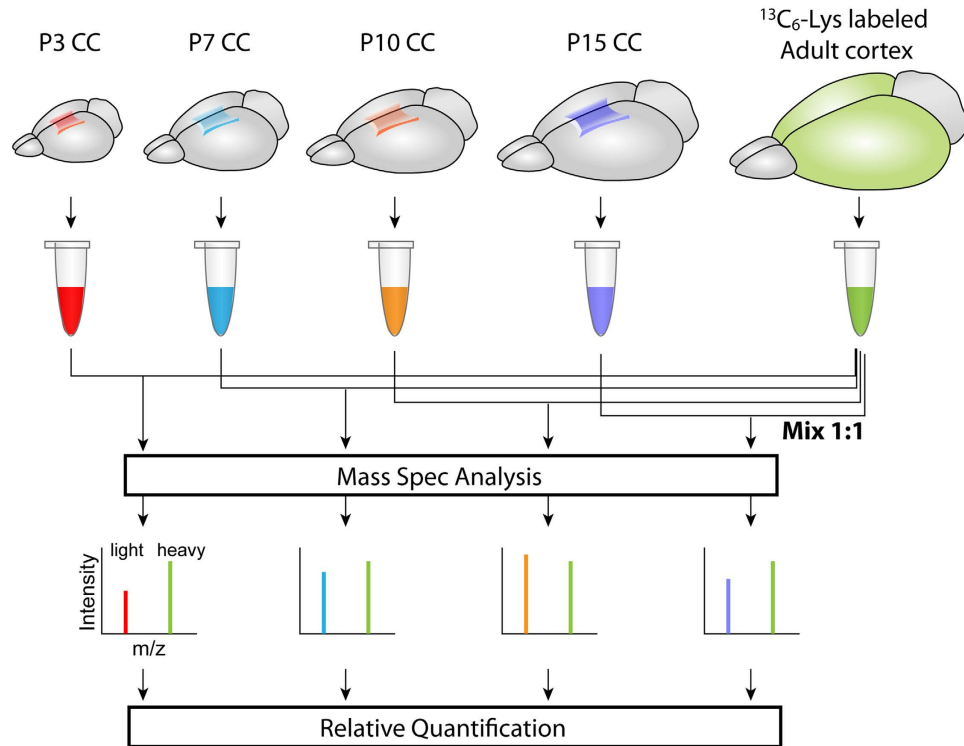 P3 CC
P7 CC
P10 CC
P15 CC
¹³C₆-Lys labeled
Adult cortex
Mix 1:1
Mass Spec Analysis
light
heavy
Intensity
m/z
Relative Quantification